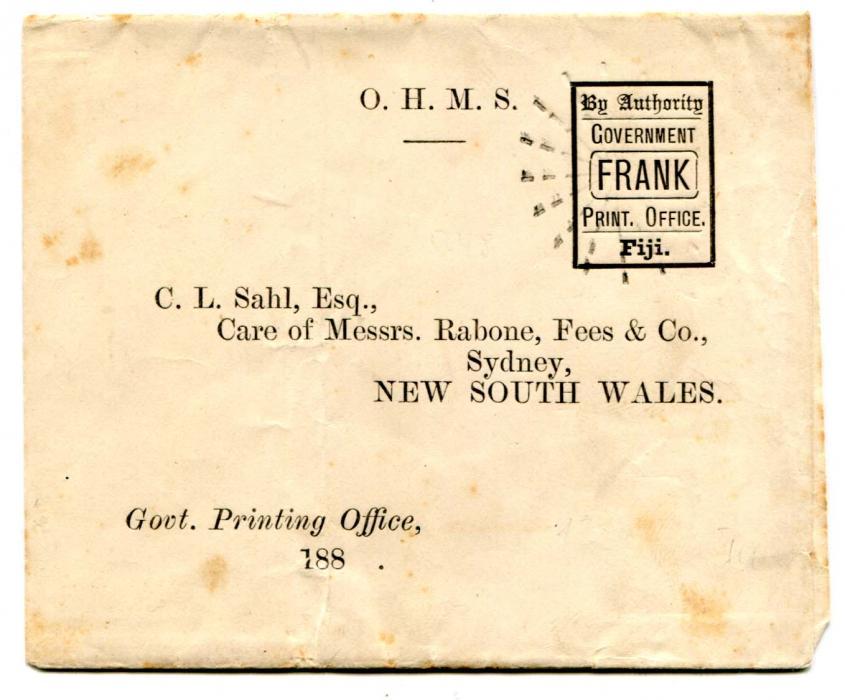 O. H. M. S.
By Authority
GOVERNMENT
FRANK
PRINT. OFFICE.
Fiji.
C. L. Sahl, Esq.,
Care of Messrs. Rabone, Fees & Co.,
Sydney,
NEW SOUTH WALES.
Govt. Printing Office,
188 .